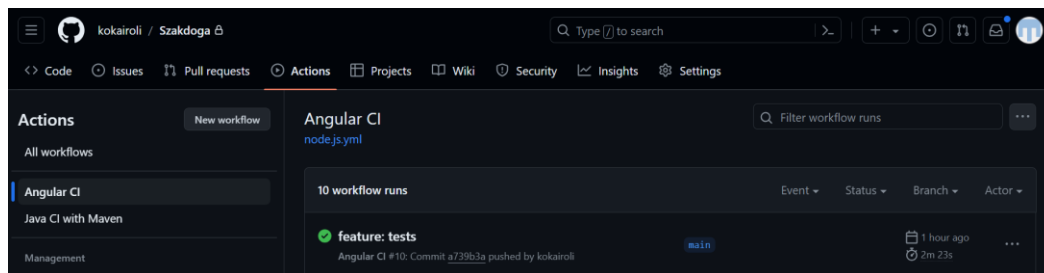 kokairoli / Szakdoga
Type / to search
Code Issues Pull requests Actions Projects Wiki Security Insights Settings
Actions
New workflow
All workflows
Angular CI
Java CI with Maven
Management
Angular CI
node.js.yml
Filter workflow runs
10 workflow runs
Event Status Branch Actor
feature: tests
Angular CI #10: Commit a739b3a pushed by kokairoli
main
1 hour ago
2m 23s